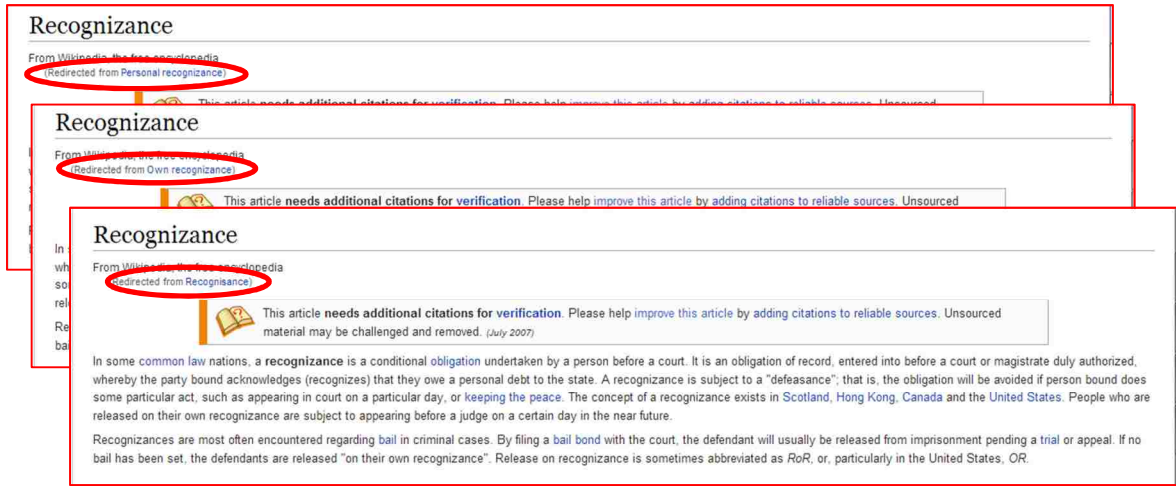 Recognizance
From Wikipedia, the free encyclopedia
(Redirected from Personal recognizance)
This article needs additional citations for verification. Please help improve this article by adding citations to reliable sources. Unsourced
Recognizance
From Wikipedia, the free encyclopedia
(Redirected from Own recognizance)
This article needs additional citations for verification. Please help improve this article by adding citations to reliable sources. Unsourced
In
wh
so
rel
Re
bai
Recognizance
From Wikipedia, the free encyclopedia
(Redirected from Recognisance)
This article needs additional citations for verification. Please help improve this article by adding citations to reliable sources. Unsourced
material may be challenged and removed. (July 2007)
In some common law nations, a recognizance is a conditional obligation undertaken by a person before a court. It is an obligation of record, entered into before a court or magistrate duly authorized,
whereby the party bound acknowledges (recognizes) that they owe a personal debt to the state. A recognizance is subject to a "defeasance"; that is, the obligation will be avoided if person bound does
some particular act, such as appearing in court on a particular day, or keeping the peace. The concept of a recognizance exists in Scotland, Hong Kong, Canada and the United States. People who are
released on their own recognizance are subject to appearing before a judge on a certain day in the near future.
Recognizances are most often encountered regarding bail in criminal cases. By filing a bail bond with the court, the defendant will usually be released from imprisonment pending a trial or appeal. If no
bail has been set, the defendants are released "on their own recognizance". Release on recognizance is sometimes abbreviated as RoR, or, particularly in the United States, OR.